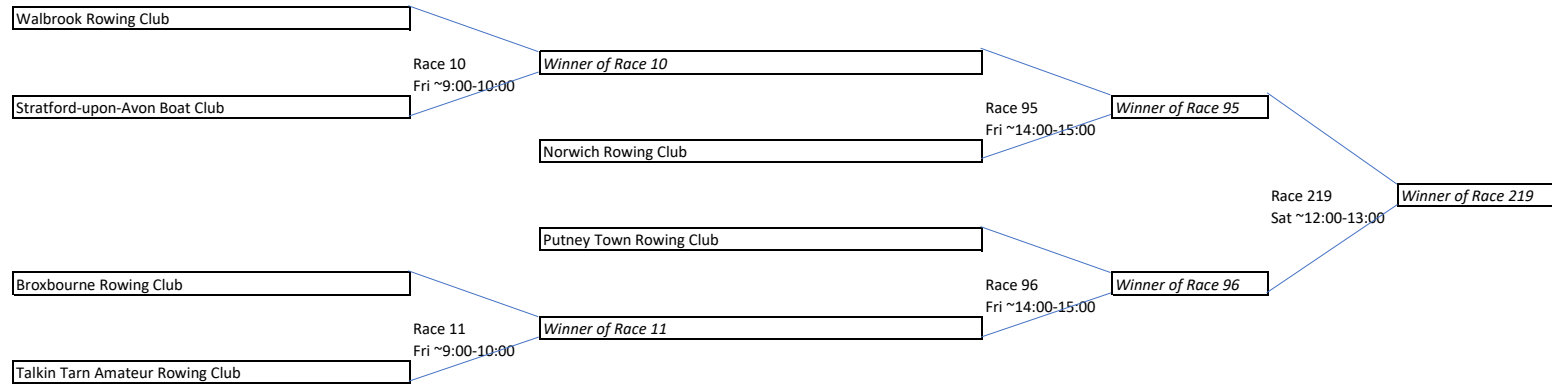 Walbrook Rowing Club
Race 10
Fri ~9:00-10:00
Winner of Race 10
Stratford-upon-Avon Boat Club
Race 95
Fri ~14:00-15:00
Winner of Race 95
Norwich Rowing Club
Race 219
Sat ~12:00-13:00
Winner of Race 219
Putney Town Rowing Club
Broxbourne Rowing Club
Race 96
Fri ~14:00-15:00
Winner of Race 96
Race 11
Fri ~9:00-10:00
Winner of Race 11
Talkin Tarn Amateur Rowing Club